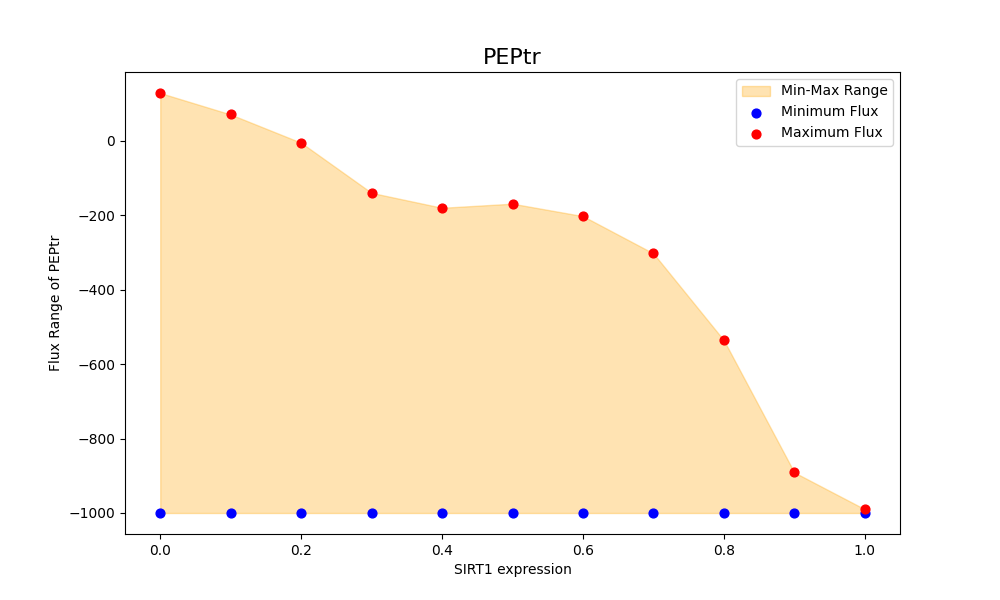 PEPtr
Min-Max Range
Minimum Flux
Maximum Flux
Flux Range of PEPtr
0
−200
−400
−600
−800
−1000
0.0 0.2 0.4 0.6 0.8 1.0
SIRT1 expression